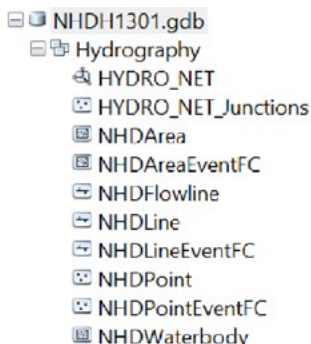 NHDH1301.gdb
Hydrography
HYDRO_NET
HYDRO_NET_Junctions
NHDArea
NHDAreaEventFC
NHDFlowline
NHDLine
NHDLineEventFC
NHDPoint
NHDPointEventFC
NHDWaterbody